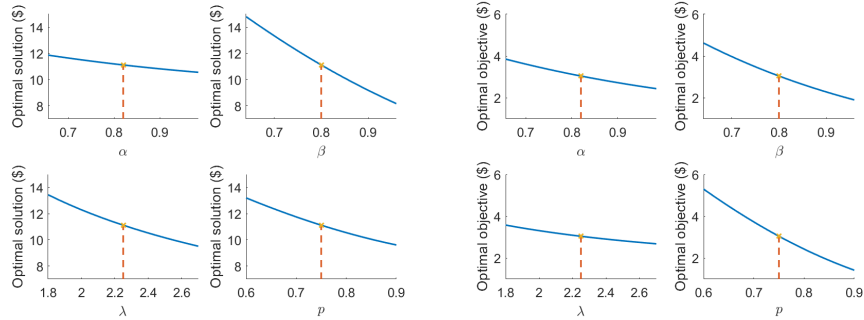 Optimal solution ($)
14
12
10
8
0.7 0.8 0.9
α
Optimal solution ($)
14
12
10
8
0.7 0.8 0.9
β
Optimal objective ($)
6
4
2
0.7 0.8 0.9
α
Optimal objective ($)
6
4
2
0.7 0.8 0.9
β
Optimal solution ($)
14
12
10
8
1.8 2 2.2 2.4 2.6
λ
Optimal solution ($)
14
12
10
8
0.6 0.7 0.8 0.9
p
Optimal objective ($)
6
4
2
1.8 2 2.2 2.4 2.6
λ
Optimal objective ($)
6
4
2
0.6 0.7 0.8 0.9
p